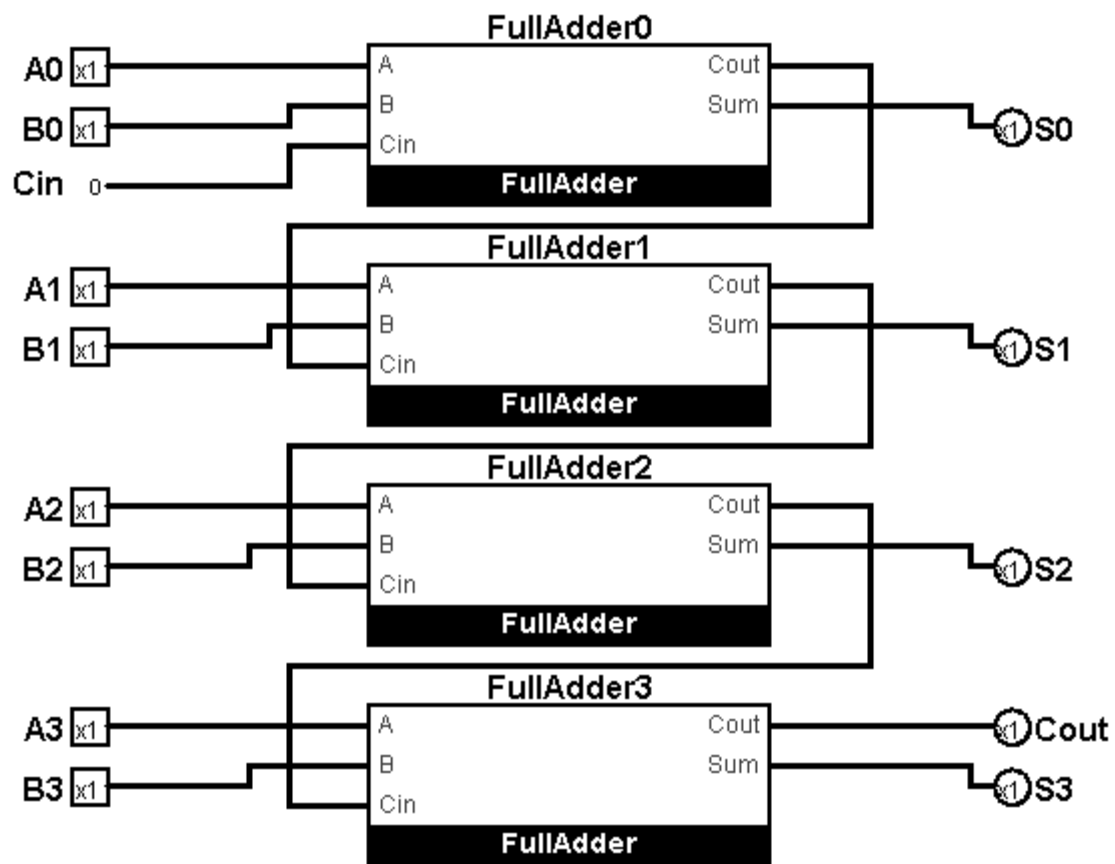 FullAdder0
A0 x1 A Cout
B0 x1 B Sum x1 S0
Cin 0 Cin
FullAdder
FullAdder1
A1 x1 A Cout
B1 x1 B Sum x1 S1
Cin
FullAdder
FullAdder2
A2 x1 A Cout
B2 x1 B Sum x1 S2
Cin
FullAdder
FullAdder3
A3 x1 A Cout x1 Cout
B3 x1 B Sum x1 S3
Cin
FullAdder